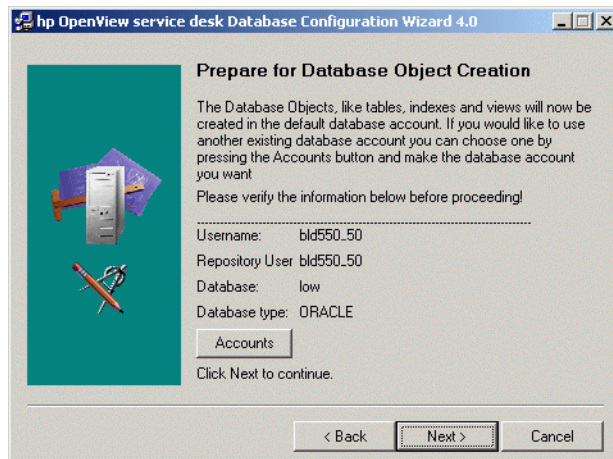 hp OpenView service desk Database Configuration Wizard 4.0
Prepare for Database Object Creation
The Database Objects, like tables, indexes and views will now be
created in the default database account. If you would like to use
another existing database account you can choose one by
pressing the Accounts button and make the database account
you want
Please verify the information below before proceeding!
Username: bld550_50
Repository User bld550_50
Database: low
Database type: ORACLE
Accounts
Click Next to continue.
< Back Next > Cancel